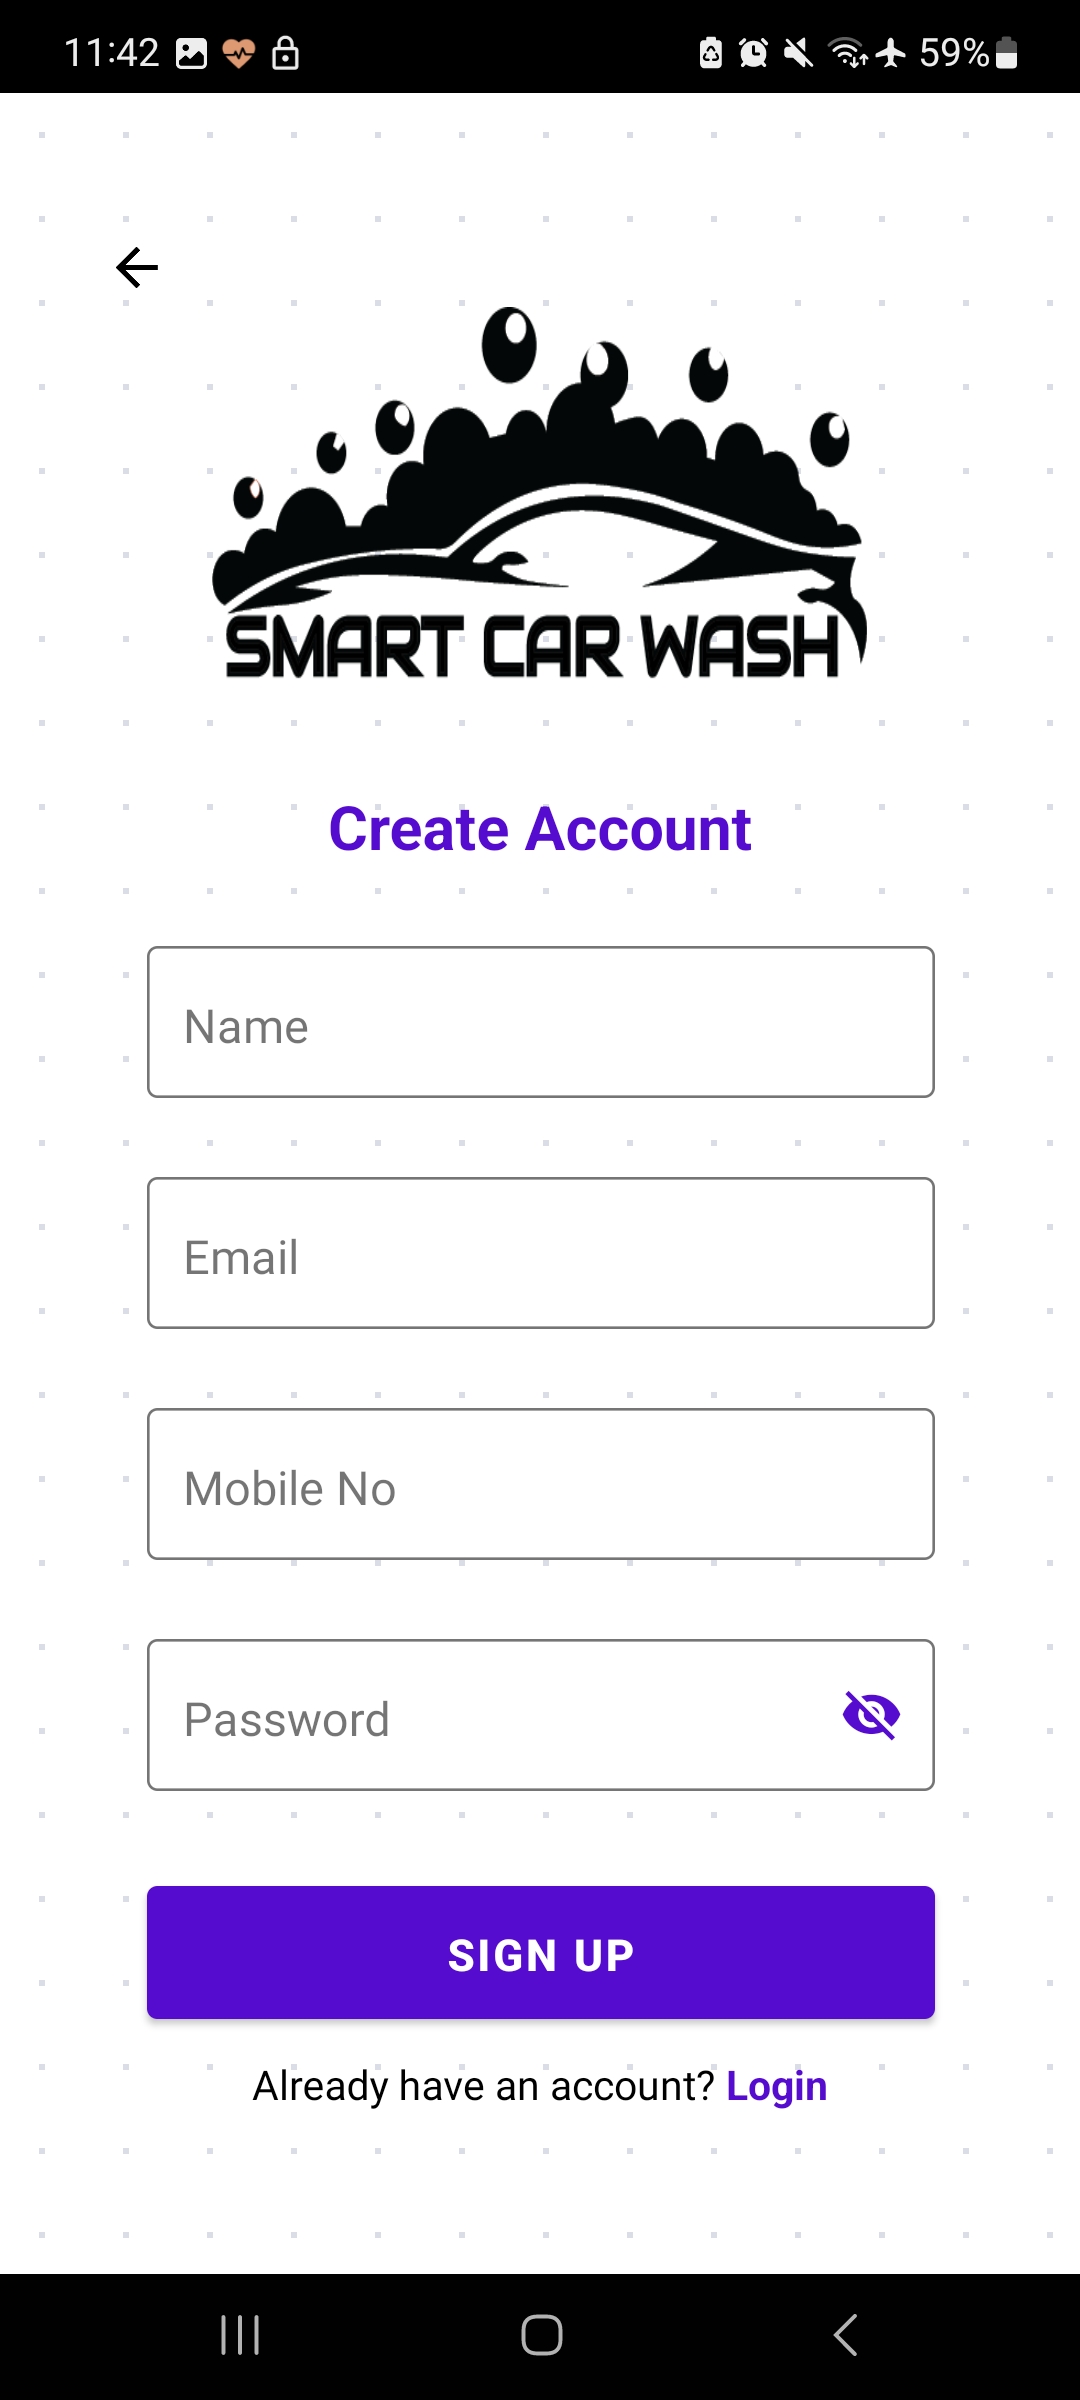 11:42
59%
SMART CAR WASH
Create Account
Name
Email
Mobile No
Password
SIGN UP
Already have an account? Login